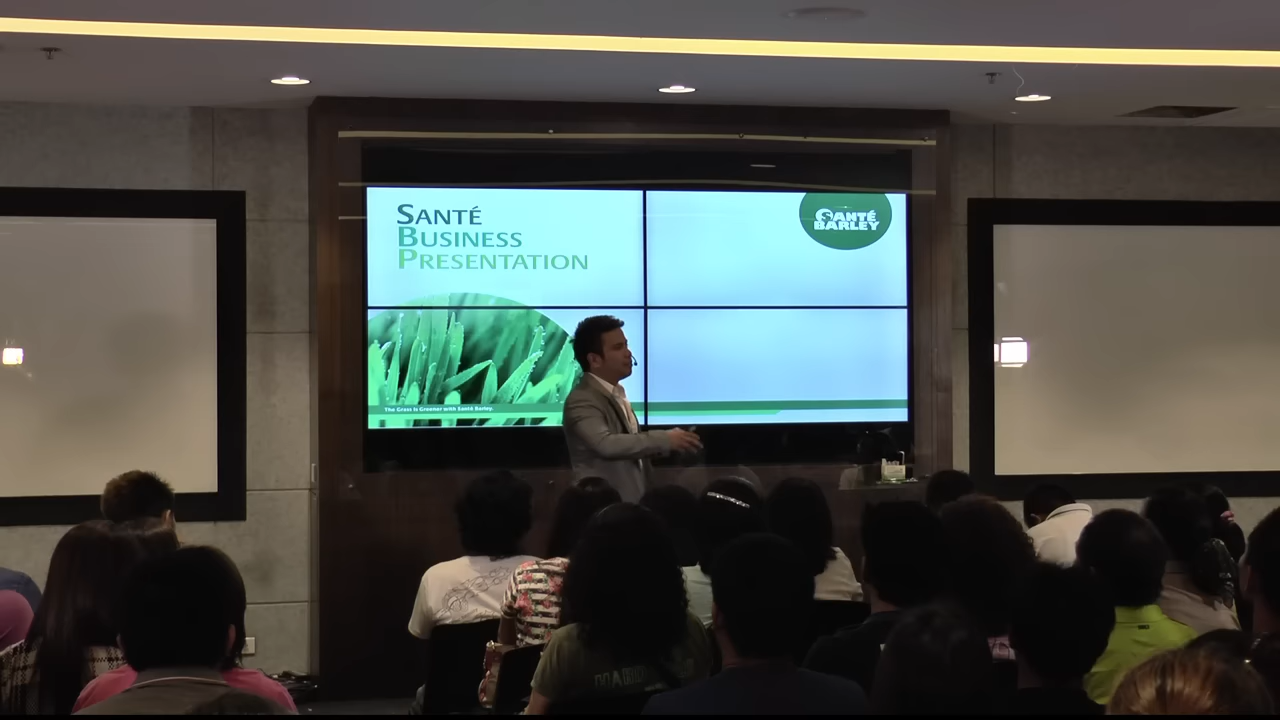 SANTÉ
BUSINESS
PRESENTATION
SANTÉ
BARLEY
The Grass is Greener with Santé Barley.